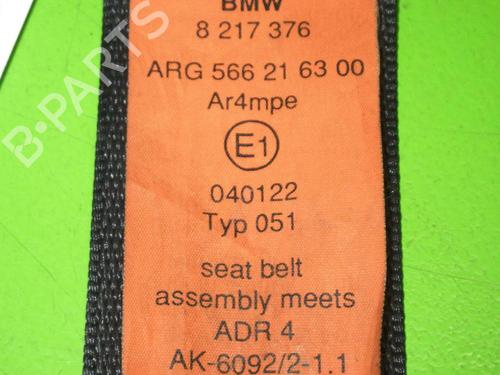 BMW
8 217 376
ARG 566 21 63 00
Ar4mpe
E1
040122
Typ 051
seat belt
assembly meets
ADR 4
AK-6092/2-1.1
B-PARTS